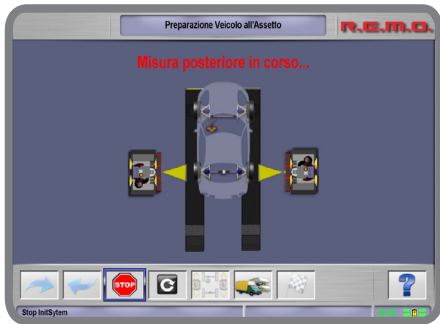 Preparazione Veicolo all'Assetto
R.E.M.O.
Misura posteriore in corso...
STOP
?
Stop InitSytem